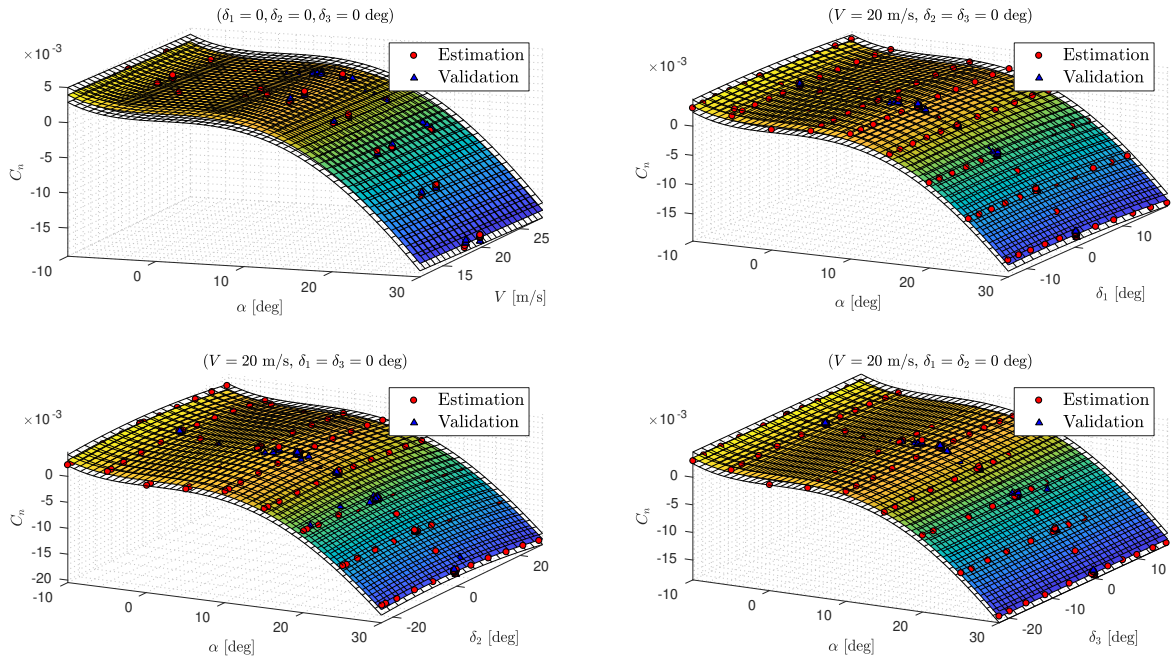 (δ₁ = 0, δ₂ = 0, δ₃ = 0 deg)
×10⁻³
Estimation
Validation
5
0
-5
-10
-15
Cₙ
-10
0
10
20
30
α [deg]
15
20
25
V [m/s]
(V = 20 m/s, δ₂ = δ₃ = 0)
×10⁻³
Estimation
Validation
0
-5
-10
-15
Cₙ
-10
0
10
20
30
α [deg]
-10
0
10
δ₁ [deg]
(V = 20 m/s, δ₁ = δ₃ = 0 deg)
×10⁻³
Estimation
Validation
0
-5
-10
-15
-20
Cₙ
-10
0
10
20
30
α [deg]
-20
0
20
δ₂ [deg]
(V = 20 m/s, δ₁ = δ₂ = 0 deg)
×10⁻³
Estimation
Validation
0
-5
-10
-15
Cₙ
-10
0
10
20
30
α [deg]
-20
-10
0
10
δ₃ [deg]